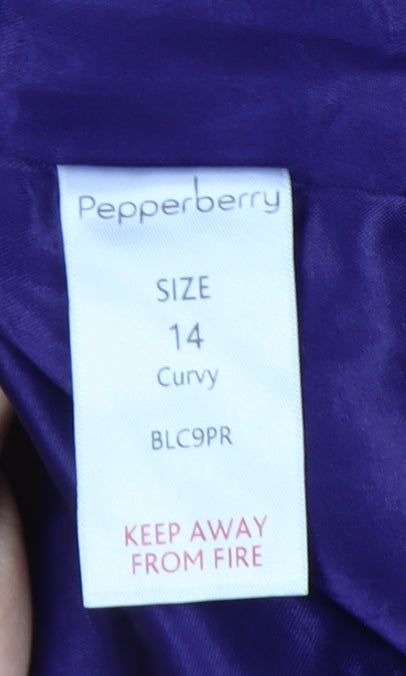 Pepperberry
SIZE
14
Curvy
BLC9PR
KEEP AWAY
FROM FIRE